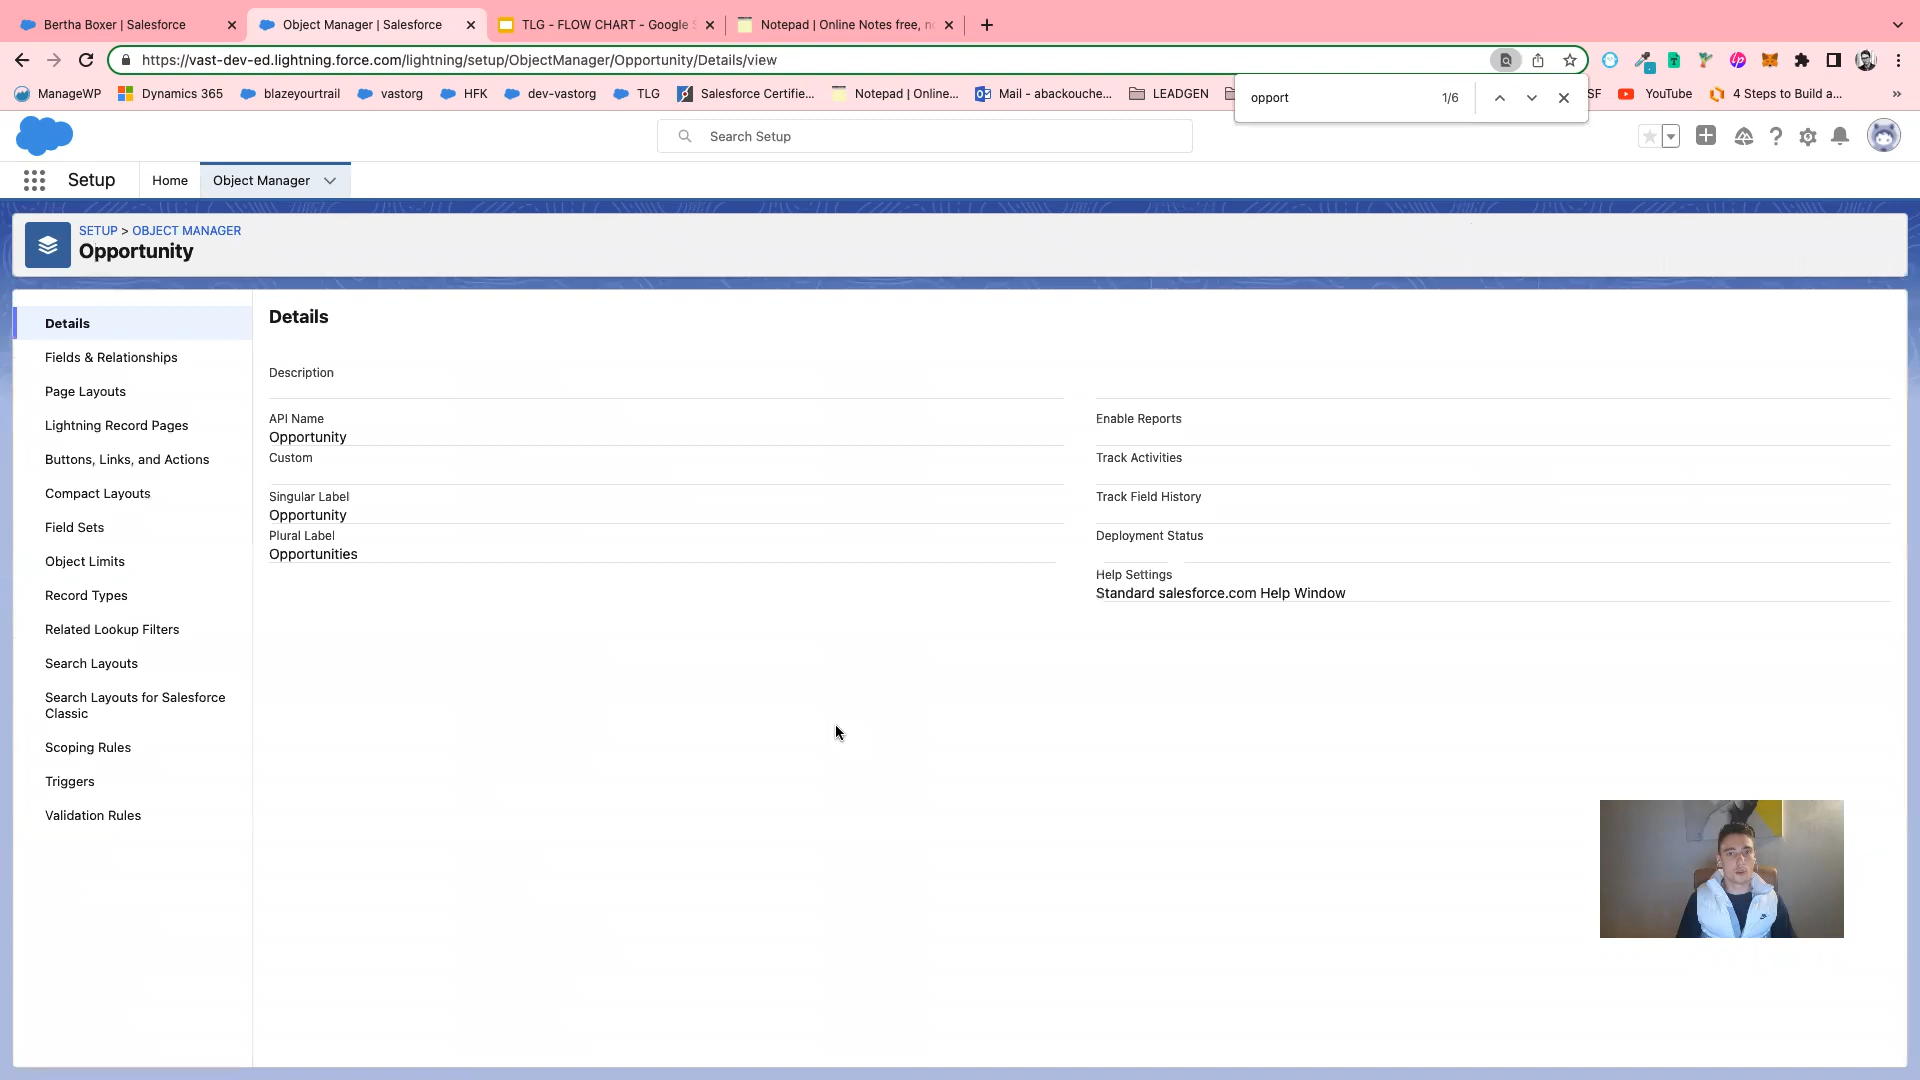 Bertha Boxer | Salesforce
Object Manager | Salesforce
TLG - FLOW CHART - Google S
Notepad | Online Notes free, n
https://vast-dev-ed.lightning.force.com/lightning/setup/ObjectManager/Opportunity/Details/view
ManageWP
Dynamics 365
blazeyourtrail
vastorg
HFK
dev-vastorg
TLG
Salesforce Certifie...
Notepad | Online...
Mail - abackouche...
LEADGEN
SF
YouTube
4 Steps to Build a...
»
opport
1/6
Search Setup
Setup
Home
Object Manager
SETUP > OBJECT MANAGER
Opportunity
Details
Fields & Relationships
Page Layouts
Lightning Record Pages
Buttons, Links, and Actions
Compact Layouts
Field Sets
Object Limits
Record Types
Related Lookup Filters
Search Layouts
Search Layouts for Salesforce
Classic
Scoping Rules
Triggers
Validation Rules
Details
Description
API Name
Opportunity
Custom
Singular Label
Opportunity
Plural Label
Opportunities
Enable Reports
Track Activities
Track Field History
Deployment Status
Help Settings
Standard salesforce.com Help Window